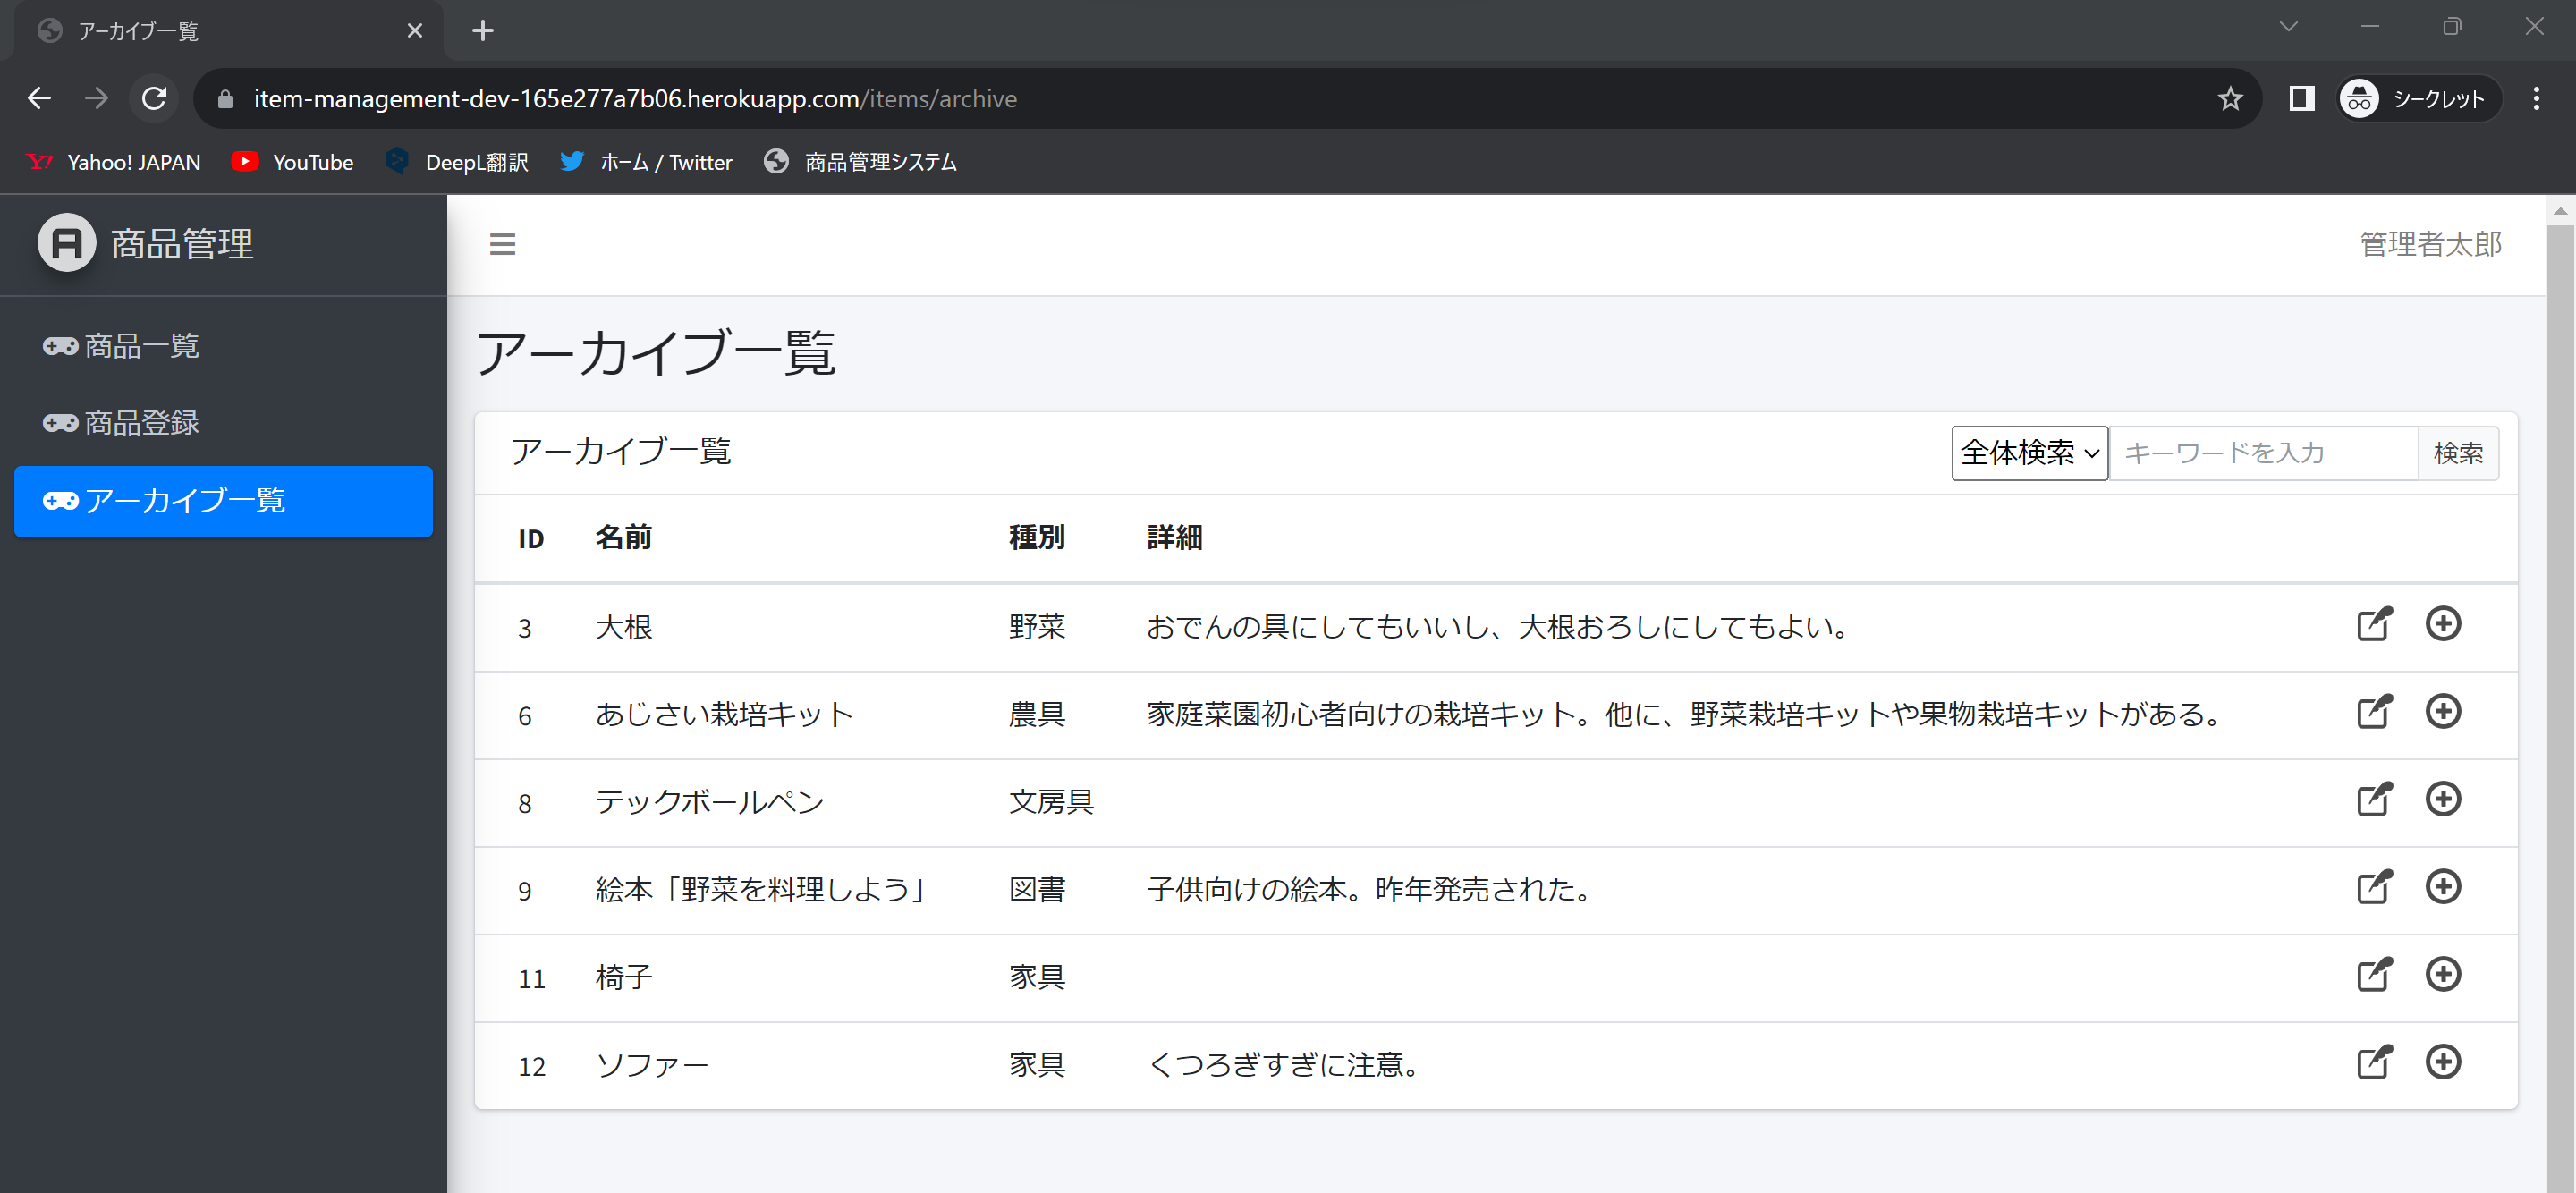 アーカイブ一覧
item-management-dev-165e277a7b06.herokuapp.com/items/archive
シークレット
Y! Yahoo! JAPAN YouTube DeepL翻訳 ホーム / Twitter 商品管理システム
A 商品管理
管理者太郎
商品一覧
商品登録
アーカイブ一覧
アーカイブ一覧
アーカイブ一覧 全体検索 キーワードを入力 検索
ID 名前 種別 詳細
3 大根 野菜 おでんの具にしてもいいし、大根おろしにしてもよい。
6 あじさい栽培キット 農具 家庭菜園初心者向けの栽培キット。他に、野菜栽培キットや果物栽培キットがある。
8 テックボールペン 文房具
9 絵本「野菜を料理しよう」 図書 子供向けの絵本。昨年発売された。
11 椅子 家具
12 ソファー 家具 くつろぎすぎに注意。